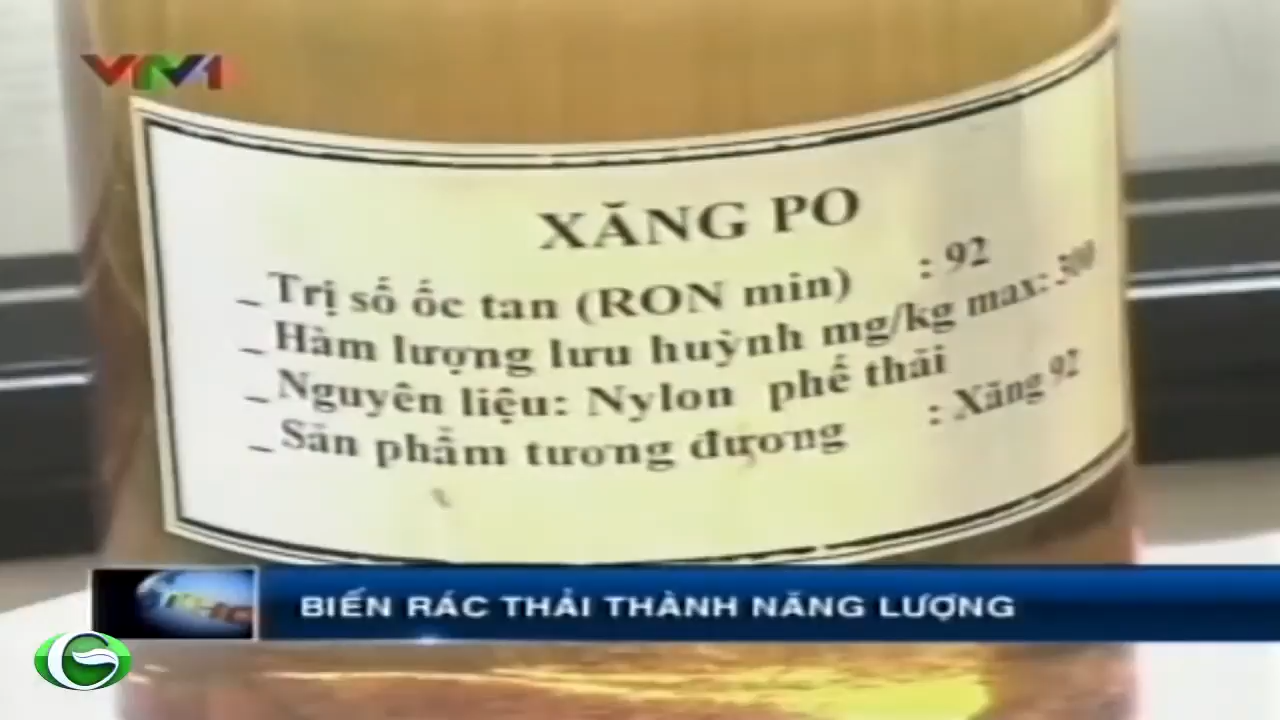 VTV1
XĂNG PO
_ Trị số ốc tan (RON min) : 92
_ Hàm lượng lưu huỳnh mg/kg max: 300
_ Nguyên liệu: Nylon phế thải
_ Sản phẩm tương đương : Xăng 92
BIẾN RÁC THẢI THÀNH NĂNG LƯỢNG